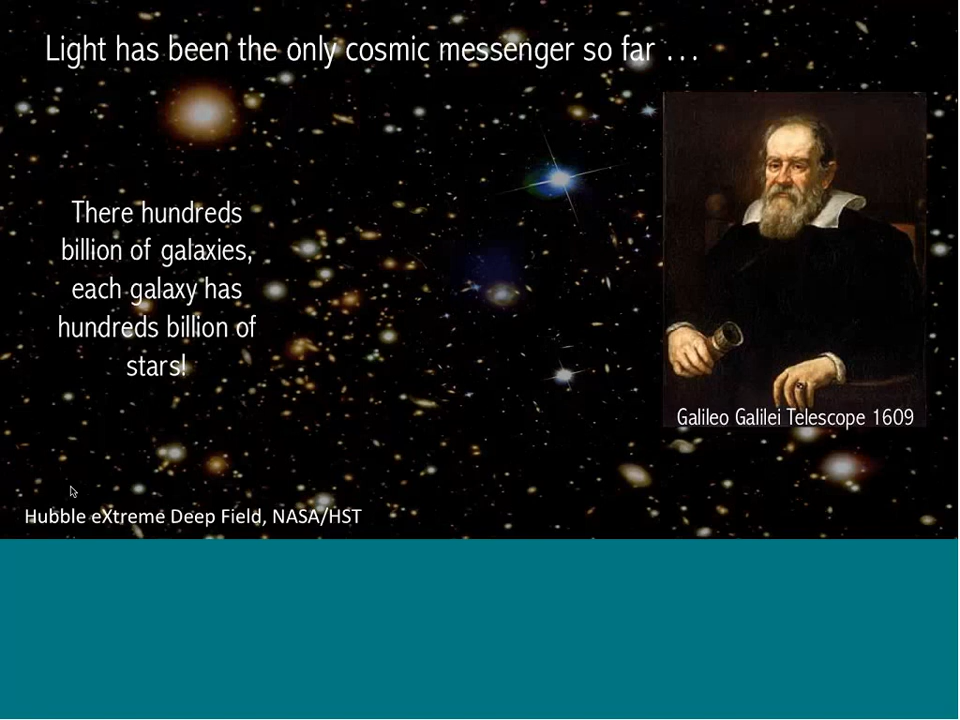 Light has been the only cosmic messenger so far ...
There hundreds
billion of galaxies,
each galaxy has
hundreds billion of
stars!
Galileo Galilei Telescope 1609
Hubble eXtreme Deep Field, NASA/HST